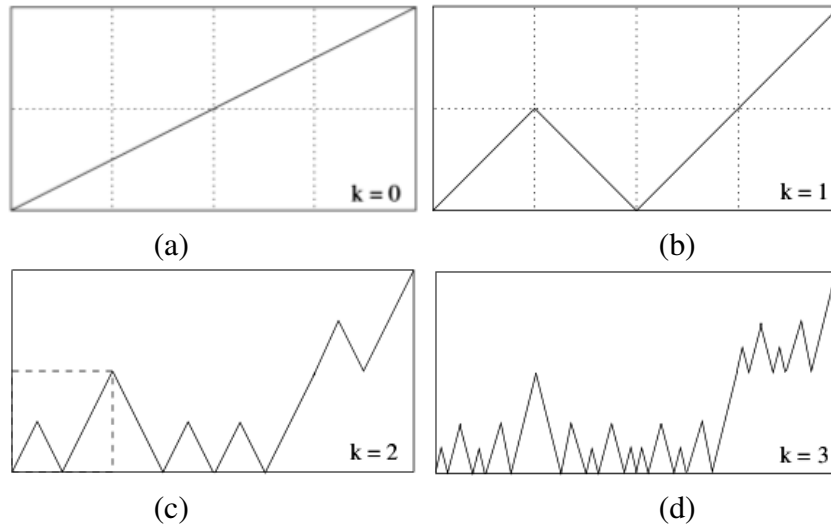 k = 0
k = 1
(a)
(b)
k = 2
k = 3
(c)
(d)